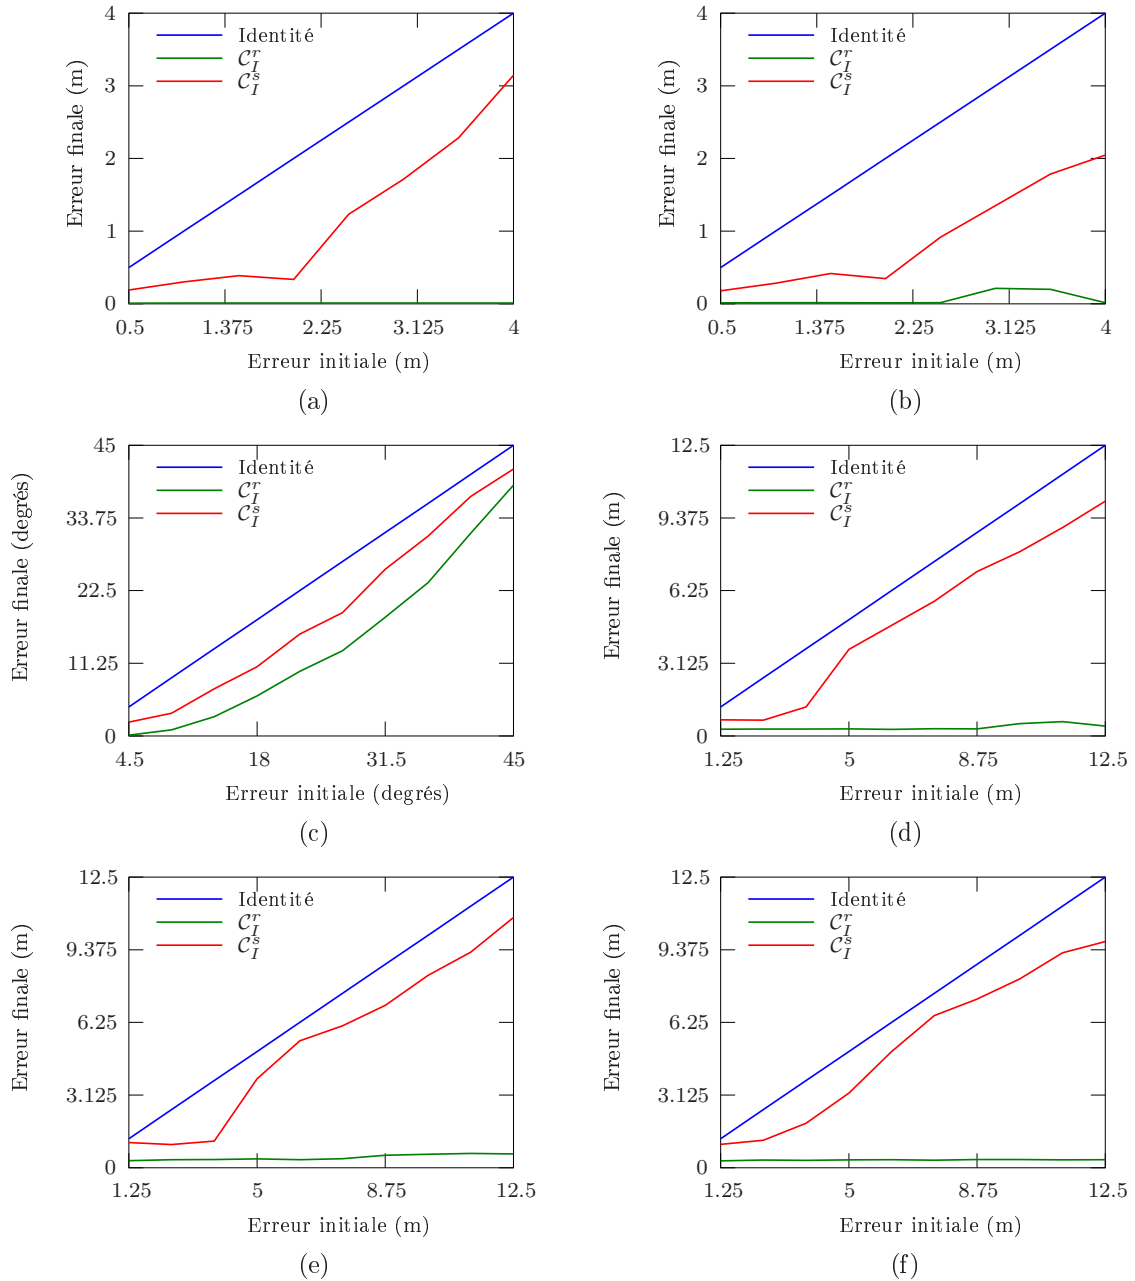 4
3
2
1
0
Erreur finale (m)
Identité
C_I^r
C_I^s
0.5 1.375 2.25 3.125 4
Erreur initiale (m)
(a)
4
3
2
1
0
Erreur finale (m)
Identité
C_I^r
C_I^s
0.5 1.375 2.25 3.125 4
Erreur initiale (m)
(b)
45
33.75
22.5
11.25
0
Erreur finale (degrés)
Identité
C_I^r
C_I^s
4.5 18 31.5 45
Erreur initiale (degrés)
(c)
12.5
9.375
6.25
3.125
0
Erreur finale (m)
Identité
C_I^r
C_I^s
1.25 5 8.75 12.5
Erreur initiale (m)
(d)
12.5
9.375
6.25
3.125
0
Erreur finale (m)
Identité
C_I^r
C_I^s
1.25 5 8.75 12.5
Erreur initiale (m)
(e)
12.5
9.375
6.25
3.125
0
Erreur finale (m)
Identité
C_I^r
C_I^s
1.25 5 8.75 12.5
Erreur initiale (m)
(f)